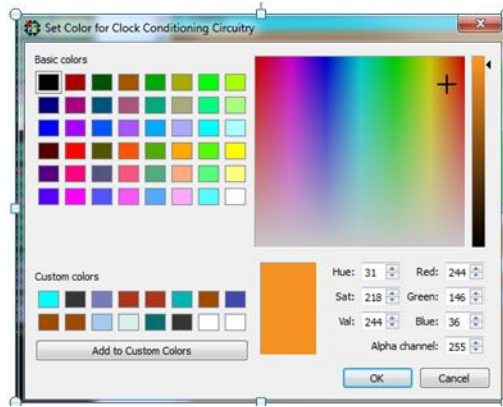 Set Color for Clock Conditioning Circuitry
Basic colors
Custom colors
Add to Custom Colors
Hue: 31 Red: 244
Sat: 218 Green: 146
Val: 244 Blue: 36
Alpha channel: 255
OK Cancel